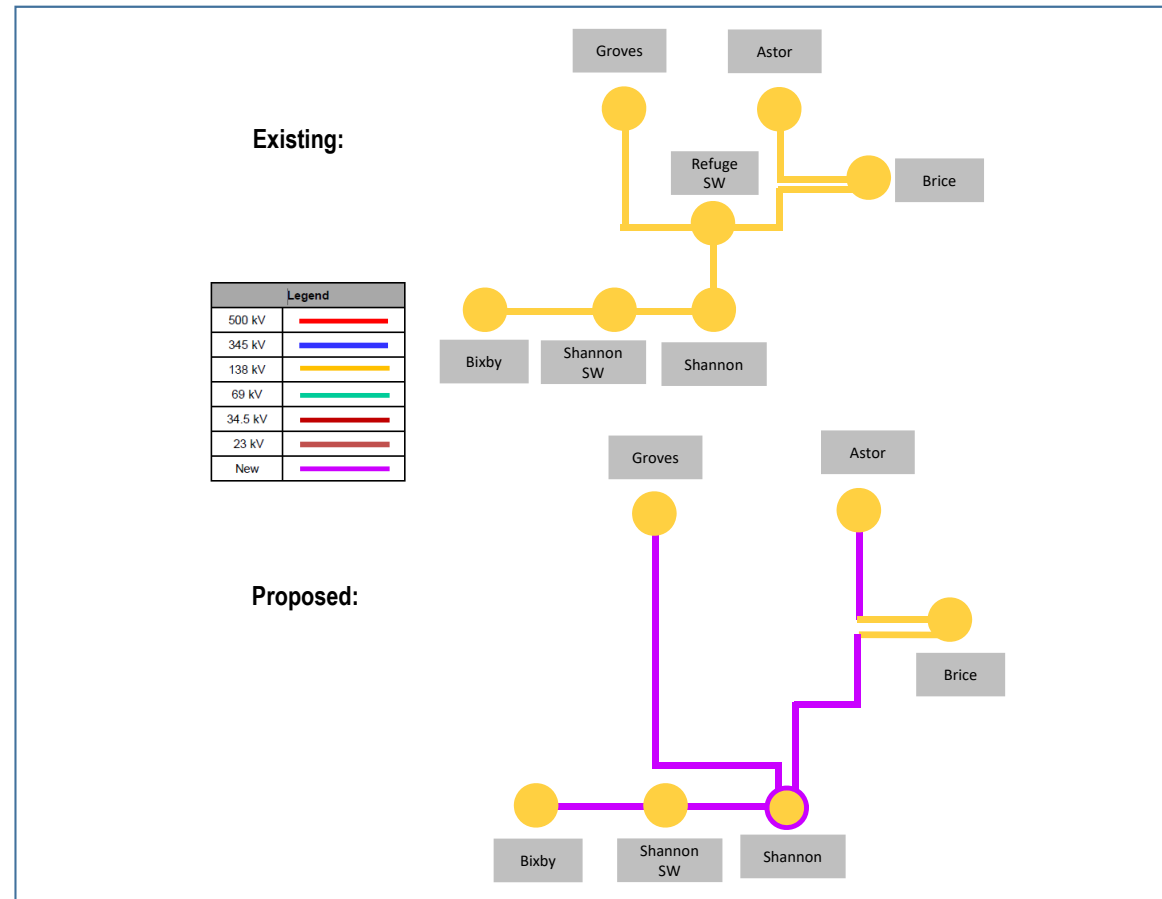 Groves
Astor
Existing:
Refuge
SW
Brice
Legend
500 kV
345 kV
138 kV
69 kV
34.5 kV
23 kV
New
Bixby
Shannon
SW
Shannon
Groves
Astor
Proposed:
Brice
Bixby
Shannon
SW
Shannon